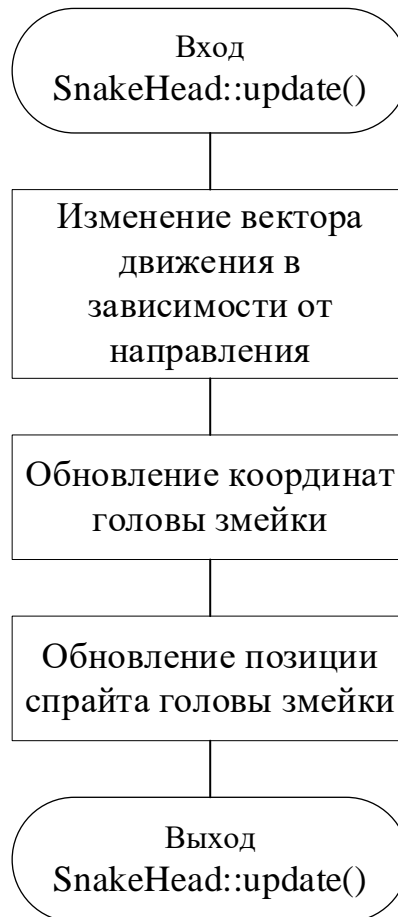 Вход
SnakeHead::update()
Изменение вектора
движения в
зависимости от
направления
Обновление координат
головы змейки
Обновление позиции
спрайта головы змейки
Выход
SnakeHead::update()